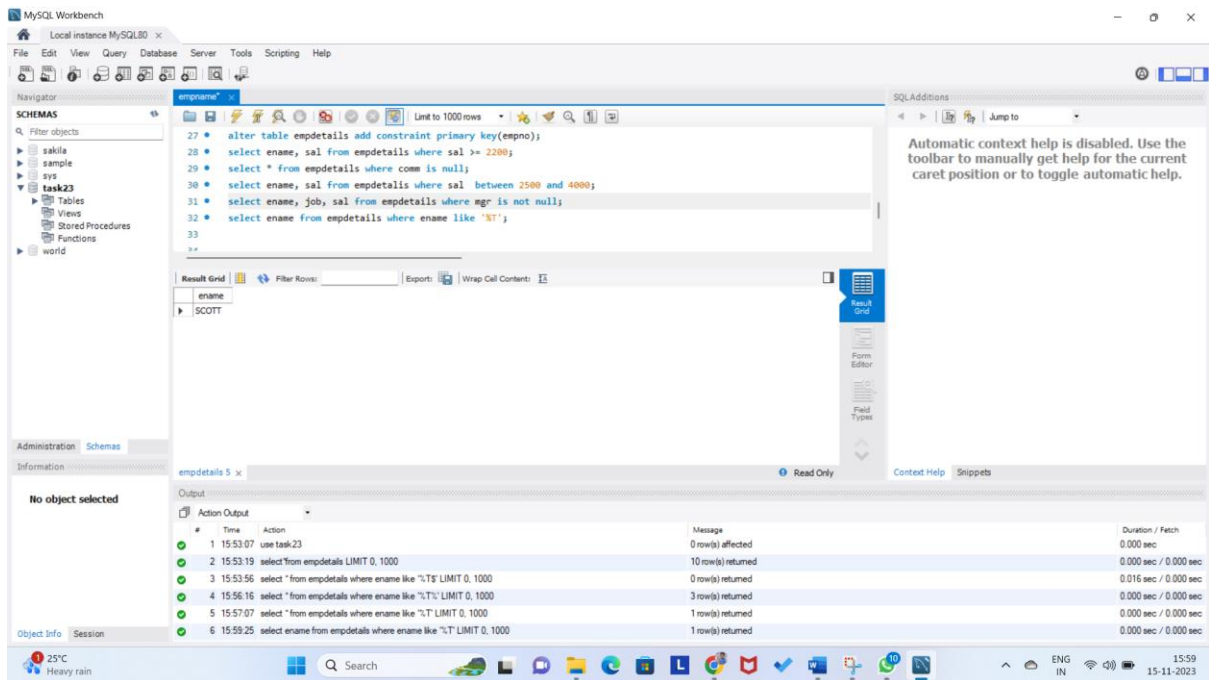 MySQL Workbench
Local instance MySQL80 ×
File Edit View Query Database Server Tools Scripting Help
Navigator
SCHEMAS
Filter objects
sakila
sample
sys
task23
Tables
Views
Stored Procedures
Functions
world
Administration Schemas
Information
No object selected
Object Info Session
empname* ×
Limit to 1000 rows
27 alter table empdetails add constraint primary key(empno);
28 select ename, sal from empdetails where sal >= 2200;
29 select * from empdetails where comm is null;
30 select ename, sal from empdetalis where sal between 2500 and 4000;
31 select ename, job, sal from empdetails where mgr is not null;
32 select ename from empdetails where ename like '%T';
33
34
Result Grid Filter Rows: Export: Wrap Cell Content:
ename
SCOTT
Result Grid
Form Editor
Field Types
empdetails 5 ×
Read Only
SQLAdditions
Jump to
Automatic context help is disabled. Use the
toolbar to manually get help for the current
caret position or to toggle automatic help.
Context Help Snippets
Output
Action Output
# Time Action Message Duration / Fetch
1 15:53:07 use task23 0 row(s) affected 0.000 sec
2 15:53:19 select*from empdetails LIMIT 0, 1000 10 row(s) returned 0.000 sec / 0.000 sec
3 15:53:56 select * from empdetails where ename like '%T$' LIMIT 0, 1000 0 row(s) returned 0.016 sec / 0.000 sec
4 15:56:16 select * from empdetails where ename like '%T%' LIMIT 0, 1000 3 row(s) returned 0.000 sec / 0.000 sec
5 15:57:07 select * from empdetails where ename like '%T' LIMIT 0, 1000 1 row(s) returned 0.000 sec / 0.000 sec
6 15:59:25 select ename from empdetails where ename like '%T' LIMIT 0, 1000 1 row(s) returned 0.000 sec / 0.000 sec
1
25°C
Heavy rain
Search
L
ENG
IN
15:59
15-11-2023